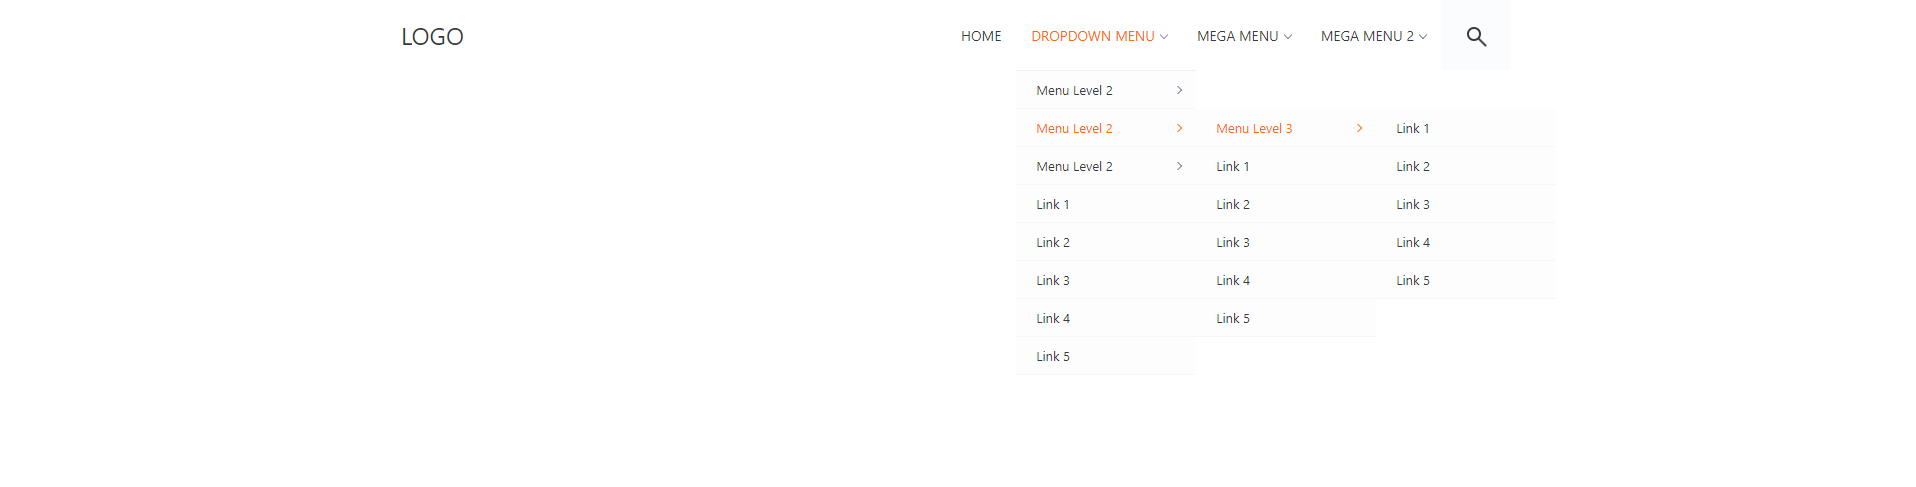 LOGO
HOME DROPDOWN MENU MEGA MENU MEGA MENU 2
Menu Level 2
Menu Level 2 Menu Level 3 Link 1
Menu Level 2 Link 1 Link 2
Link 1 Link 2 Link 3
Link 2 Link 3 Link 4
Link 3 Link 4 Link 5
Link 4 Link 5
Link 5